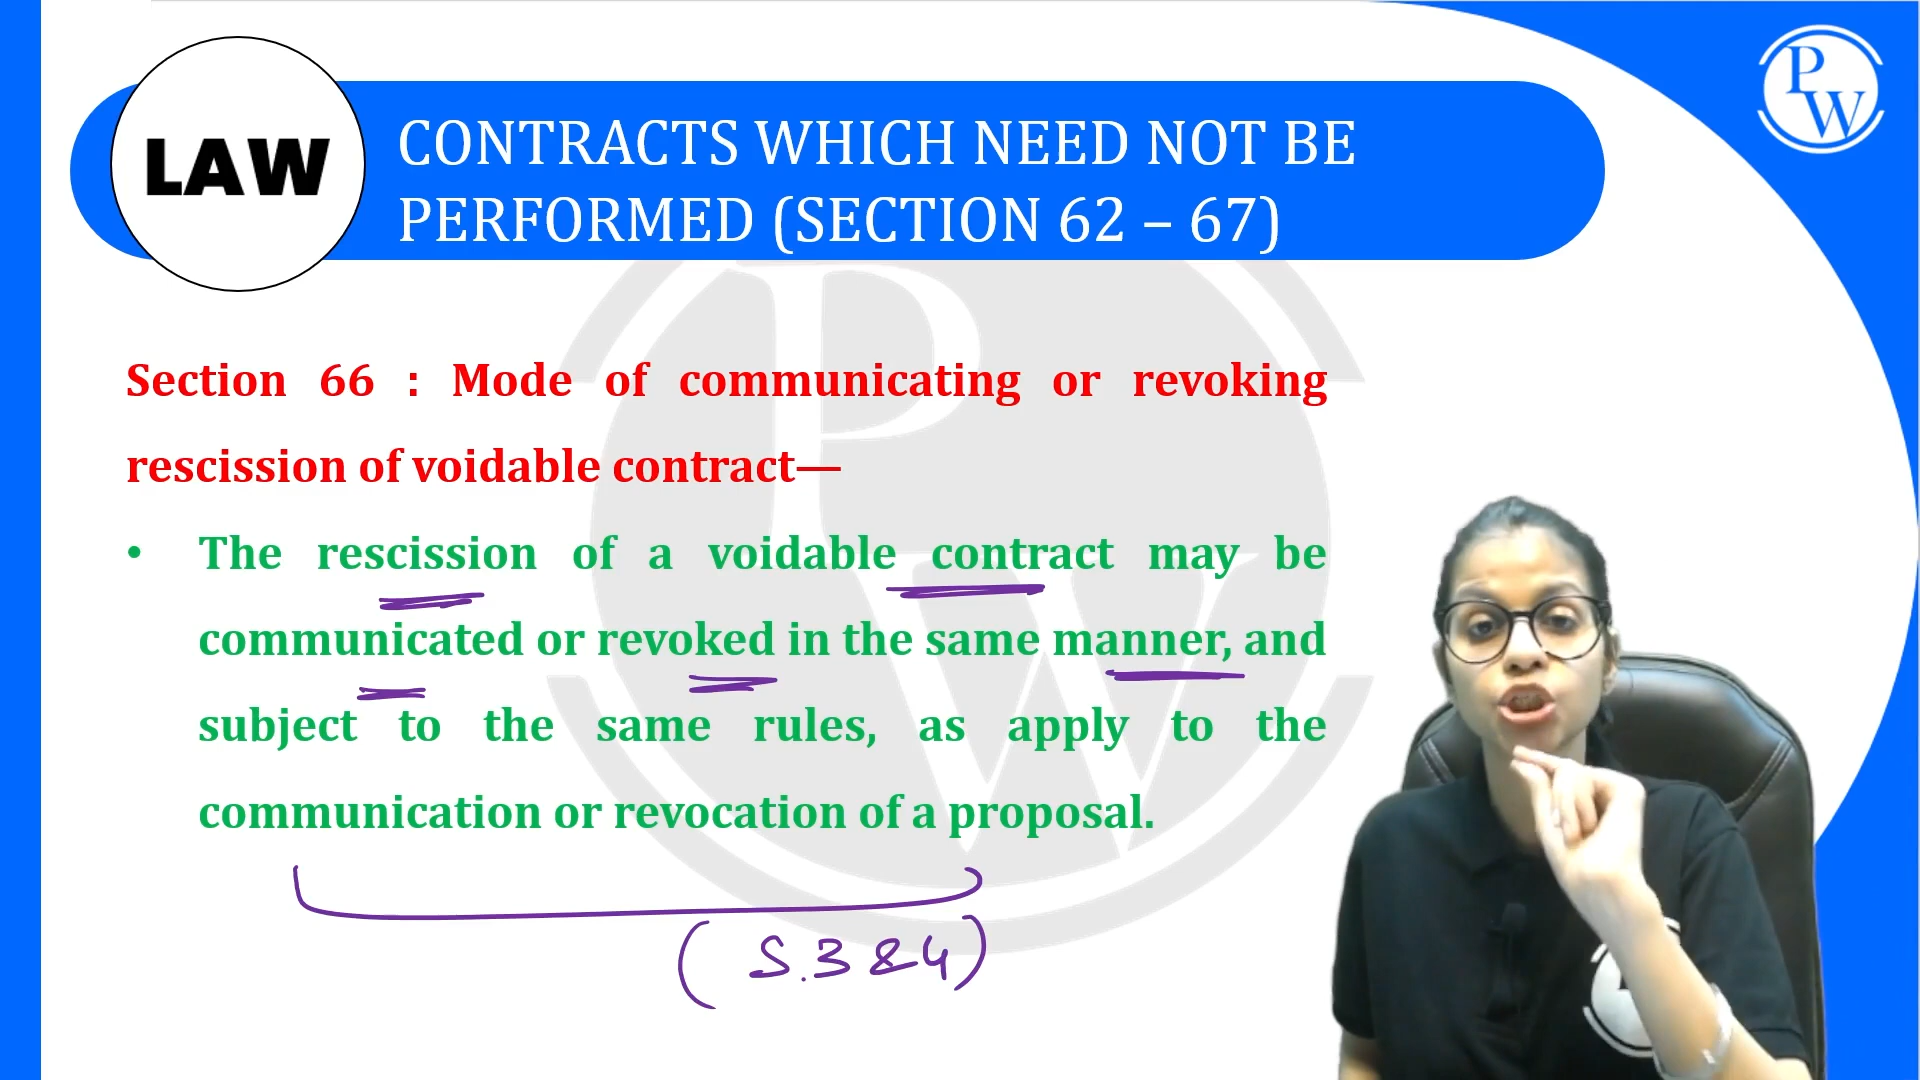 LAW
CONTRACTS WHICH NEED NOT BE
PERFORMED (SECTION 62 – 67)
PW
Section 66 : Mode of communicating or revoking
rescission of voidable contract—
• The rescission of a voidable contract may be
communicated or revoked in the same manner, and
subject to the same rules, as apply to the
communication or revocation of a proposal.
(S.3 & 4)